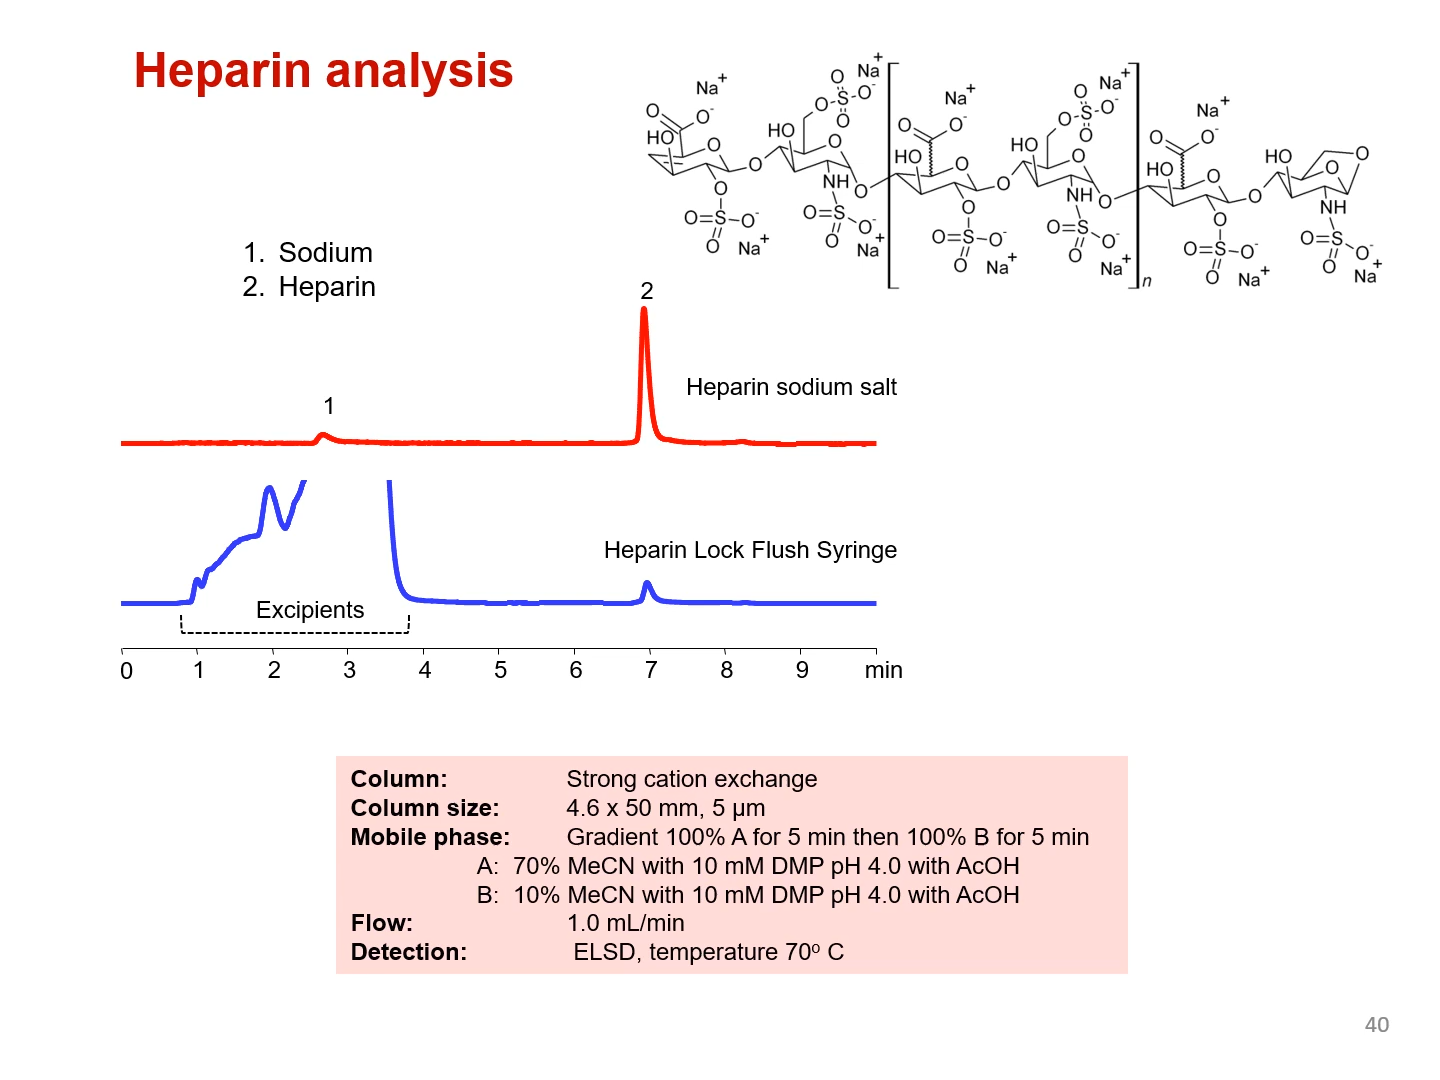 Heparin analysis
1. Sodium
2. Heparin
2
Heparin sodium salt
1
Heparin Lock Flush Syringe
Excipients
0 1 2 3 4 5 6 7 8 9 min
Column: Strong cation exchange
Column size: 4.6 x 50 mm, 5 µm
Mobile phase: Gradient 100% A for 5 min then 100% B for 5 min
A: 70% MeCN with 10 mM DMP pH 4.0 with AcOH
B: 10% MeCN with 10 mM DMP pH 4.0 with AcOH
Flow: 1.0 mL/min
Detection: ELSD, temperature 70º C
40